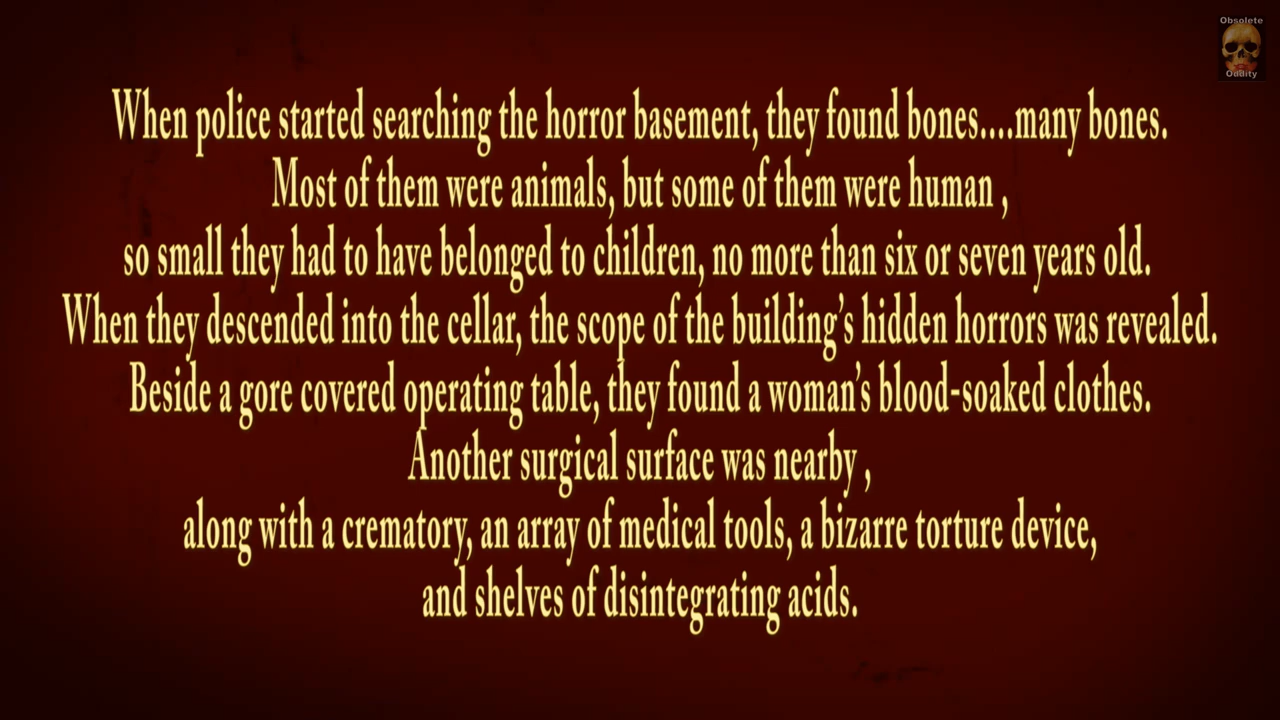 Obsolete
Oddity
When police started searching the horror basement, they found bones....many bones.
Most of them were animals, but some of them were human ,
so small they had to have belonged to children, no more than six or seven years old.
When they descended into the cellar, the scope of the building’s hidden horrors was revealed.
Beside a gore covered operating table, they found a woman’s blood-soaked clothes.
Another surgical surface was nearby ,
along with a crematory, an array of medical tools, a bizarre torture device,
and shelves of disintegrating acids.